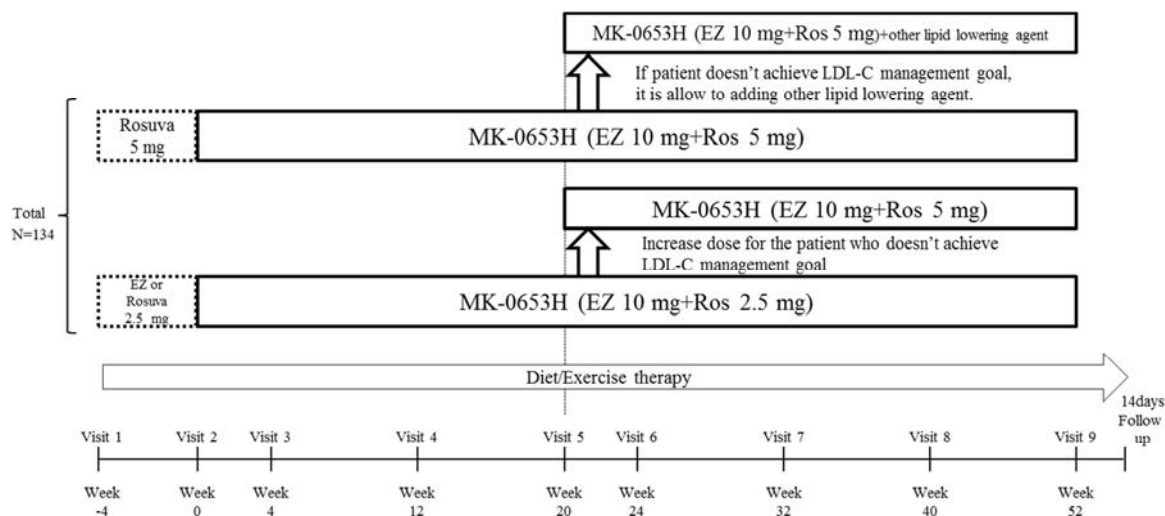 MK-0653H (EZ 10 mg+Ros 5 mg)+other lipid lowering agent
If patient doesn't achieve LDL-C management goal,
it is allow to adding other lipid lowering agent.
Rosuva
5 mg
MK-0653H (EZ 10 mg+Ros 5 mg)
Total
N=134
MK-0653H (EZ 10 mg+Ros 5 mg)
Increase dose for the patient who doesn't achieve
LDL-C management goal
EZ or
Rosuva
2.5 mg
MK-0653H (EZ 10 mg+Ros 2.5 mg)
Diet/Exercise therapy
14days
Follow
up
Visit 1 Visit 2 Visit 3 Visit 4 Visit 5 Visit 6 Visit 7 Visit 8 Visit 9
Week Week Week Week Week Week Week Week Week
-4 0 4 12 20 24 32 40 52